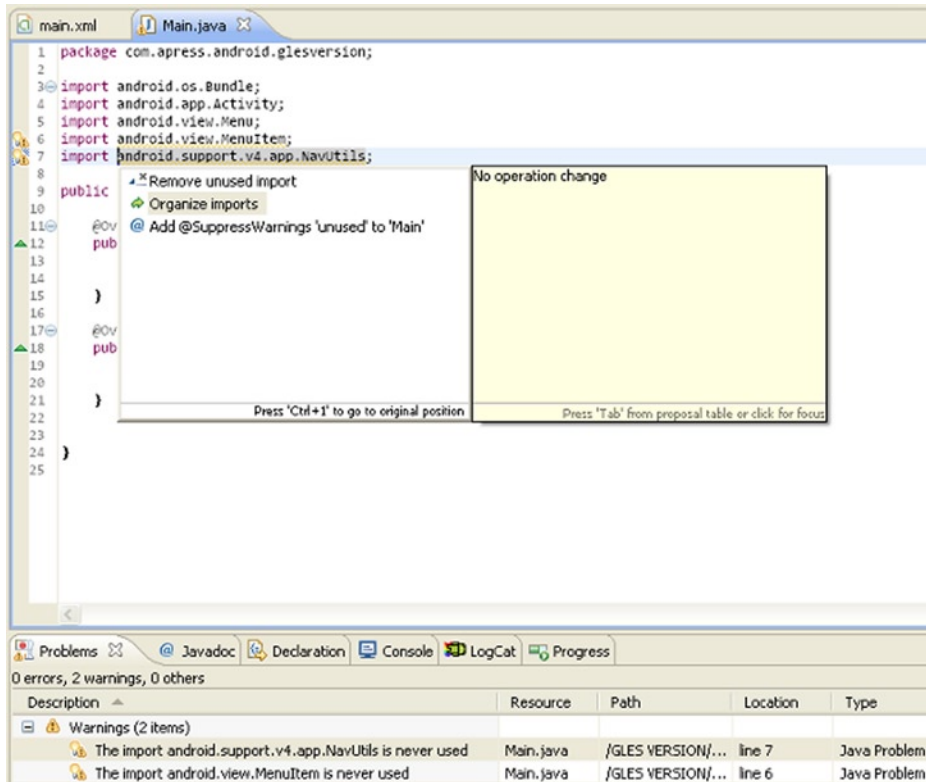 main.xml
Main.java
1 package com.apress.android.glesversion;
2
3 import android.os.Bundle;
4 import android.app.Activity;
5 import android.view.Menu;
6 import android.view.MenuItem;
7 import android.support.v4.app.NavUtils;
8
9 public
10
11 @Ov
12 pub
13
14
15 }
16
17 @Ov
18 pub
19
20
21 }
22
23
24 }
25
Remove unused import
Organize imports
@ Add @SuppressWarnings 'unused' to 'Main'
Press 'Ctrl+1' to go to original position
No operation change
Press 'Tab' from proposal table or click for focus
Problems @ Javadoc Declaration Console LogCat Progress
0 errors, 2 warnings, 0 others
Description Resource Path Location Type
Warnings (2 items)
The import android.support.v4.app.NavUtils is never used Main.java /GLES VERSION/... line 7 Java Problem
The import android.view.MenuItem is never used Main.java /GLES VERSION/... line 6 Java Problem